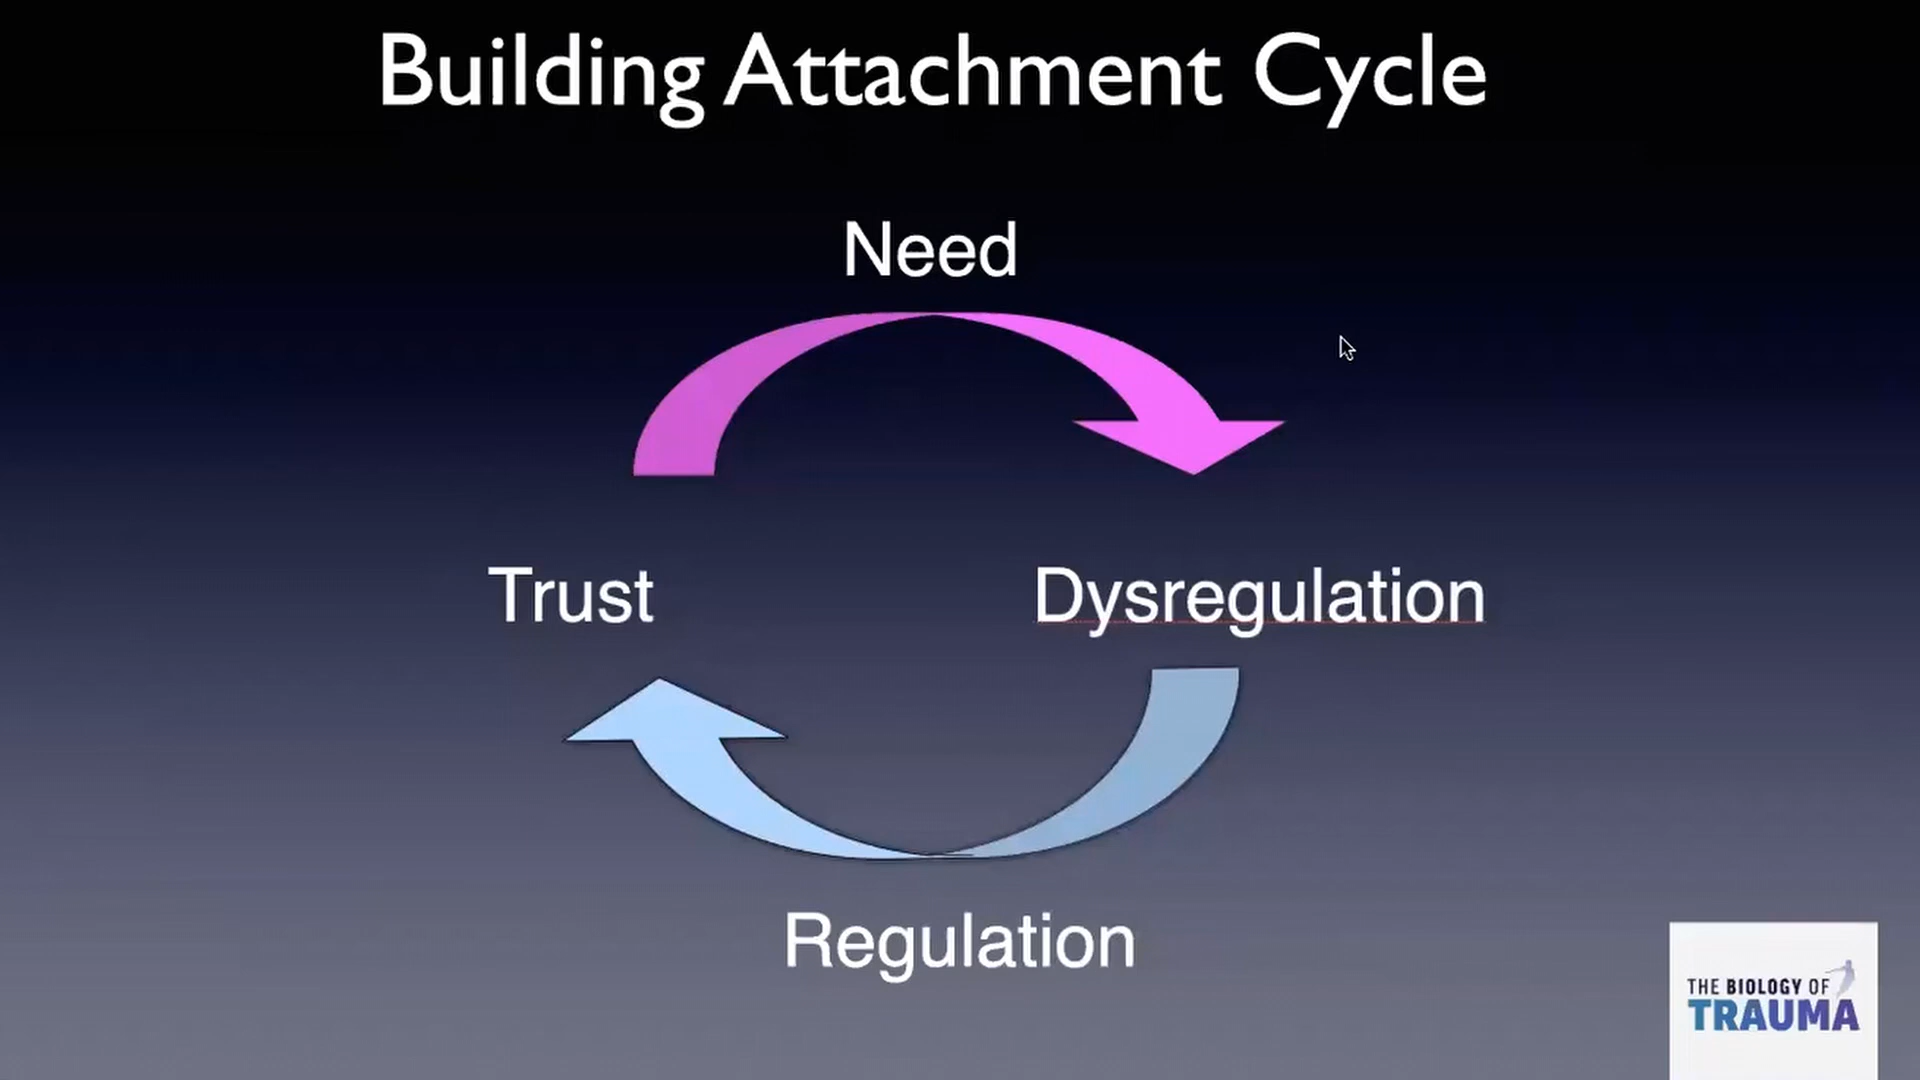 Building Attachment Cycle
Need
Trust
Dysregulation
Regulation
THE BIOLOGY OF
TRAUMA